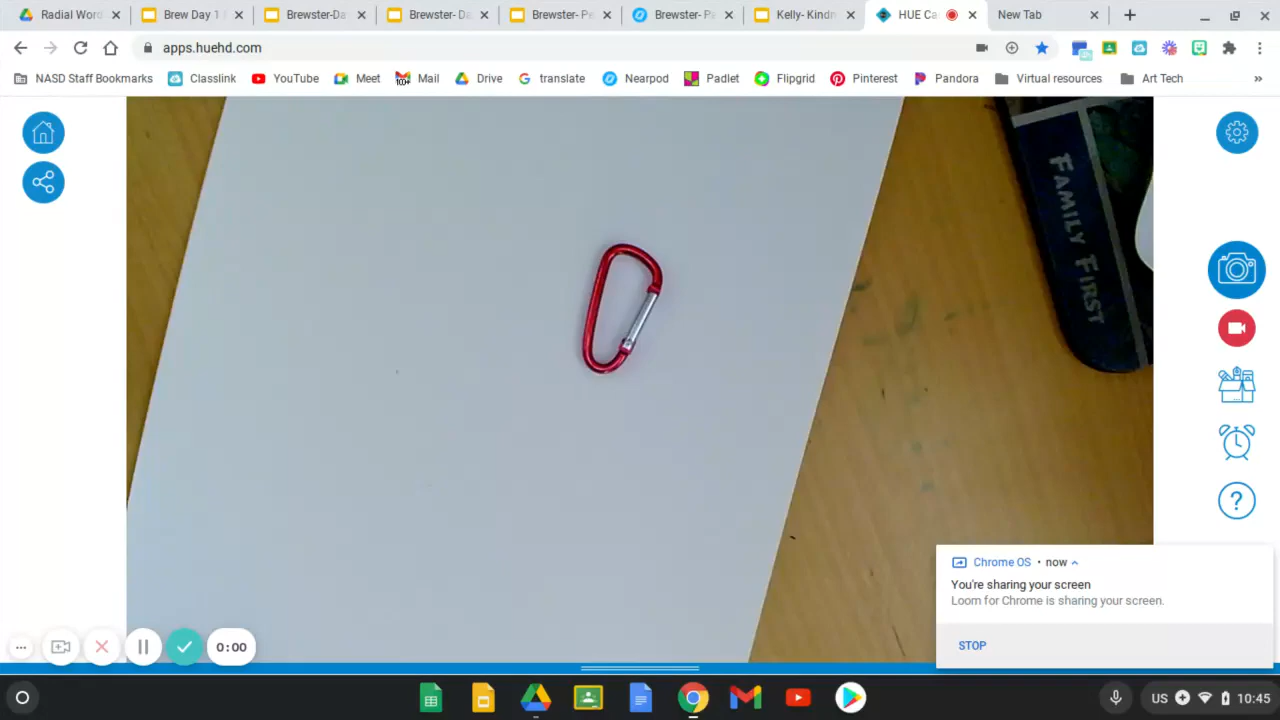 Radial Word
Brew Day 1
Brewster-Da
Brewster- Da
Brewster- Pe
Brewster- Pa
Kelly- Kindn
HUE Ca
New Tab
apps.huehd.com
NASD Staff Bookmarks
Classlink
YouTube
Meet
10+
Mail
Drive
translate
Nearpod
Padlet
Flipgrid
Pinterest
Pandora
Virtual resources
Art Tech
»
FAMILY FIRST
?
Chrome OS • now
You're sharing your screen
Loom for Chrome is sharing your screen.
STOP
0:00
US
10:45